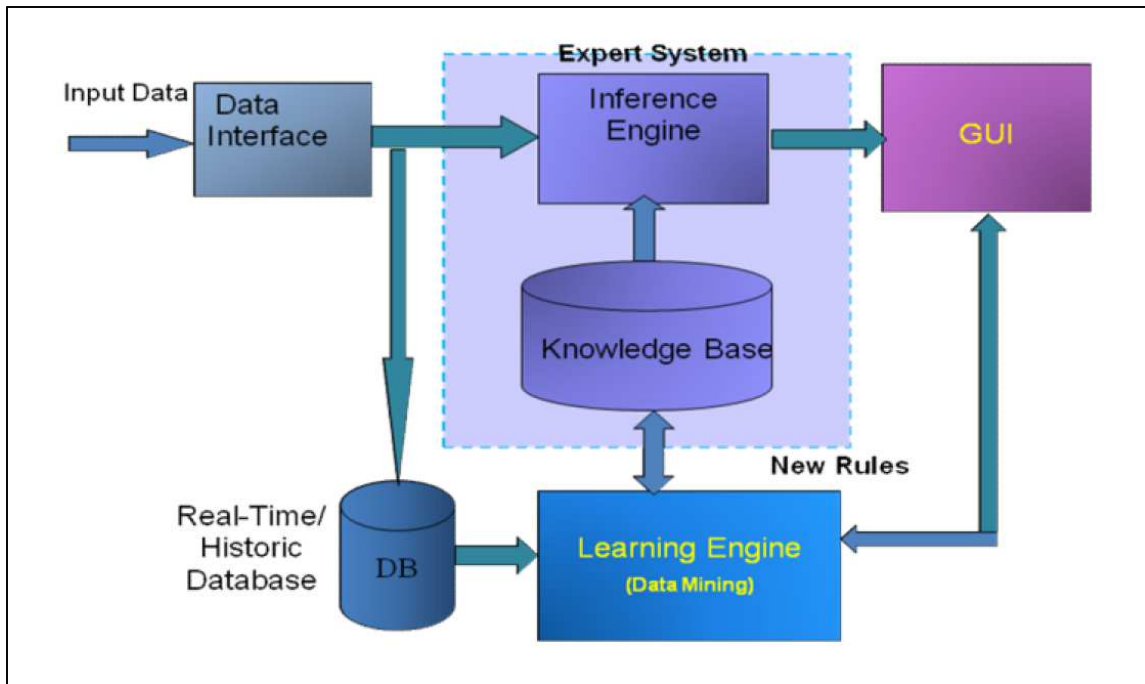 Expert System
Input Data
Data
Interface
Inference
Engine
GUI
Knowledge Base
New Rules
Real-Time/
Historic
Database
DB
Learning Engine
(Data Mining)